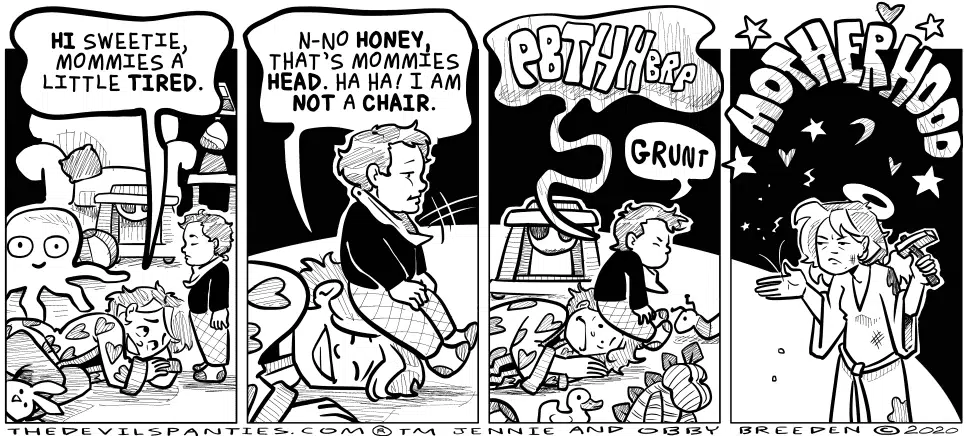 HI SWEETIE,
MOMMIES A
LITTLE TIRED.
N-NO HONEY,
THAT'S MOMMIES
HEAD. HA HA! I AM
NOT A CHAIR.
PBTHHBRP
GRUNT
MOTHERHOOD
THEDEVILSPANTIES.COM ® TM JENNIE AND OBBY BREEDEN © 2020